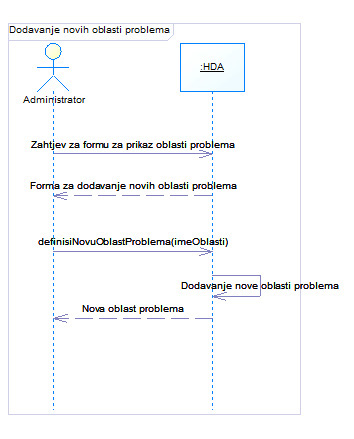 Dodavanje novih oblasti problema
:HDA
Administrator
Zahtjev za formu za prikaz oblasti problema
Forma za dodavanje novih oblasti problema
definisiNovuOblastProblema(imeOblasti)
Dodavanje nove oblasti problema
Nova oblast problema